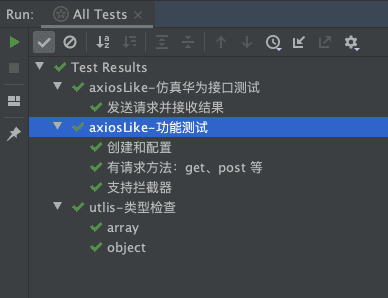 Run: All Tests
Test Results
axiosLike-仿真华为接口测试
发送请求并接收结果
axiosLike-功能测试
创建和配置
有请求方法：get、post 等
支持拦截器
utlis-类型检查
array
object